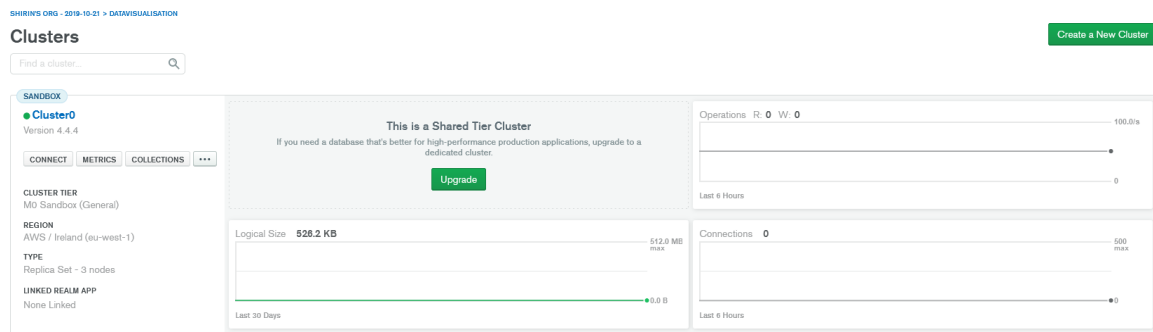 SHIRIN'S ORG - 2019-10-21 > DATAVISUALISATION
Clusters
Create a New Cluster
Find a cluster...
SANDBOX
Cluster0
Version 4.4.4
CONNECT METRICS COLLECTIONS ...
CLUSTER TIER
M0 Sandbox (General)
REGION
AWS / Ireland (eu-west-1)
TYPE
Replica Set - 3 nodes
LINKED REALM APP
None Linked
This is a Shared Tier Cluster
If you need a database that's better for high-performance production applications, upgrade to a
dedicated cluster.
Upgrade
Operations R: 0 W: 0
100.0/s
0
Last 6 Hours
Logical Size 526.2 KB
512.0 MB
max
0.0 B
Last 30 Days
Connections 0
500
max
0
Last 6 Hours